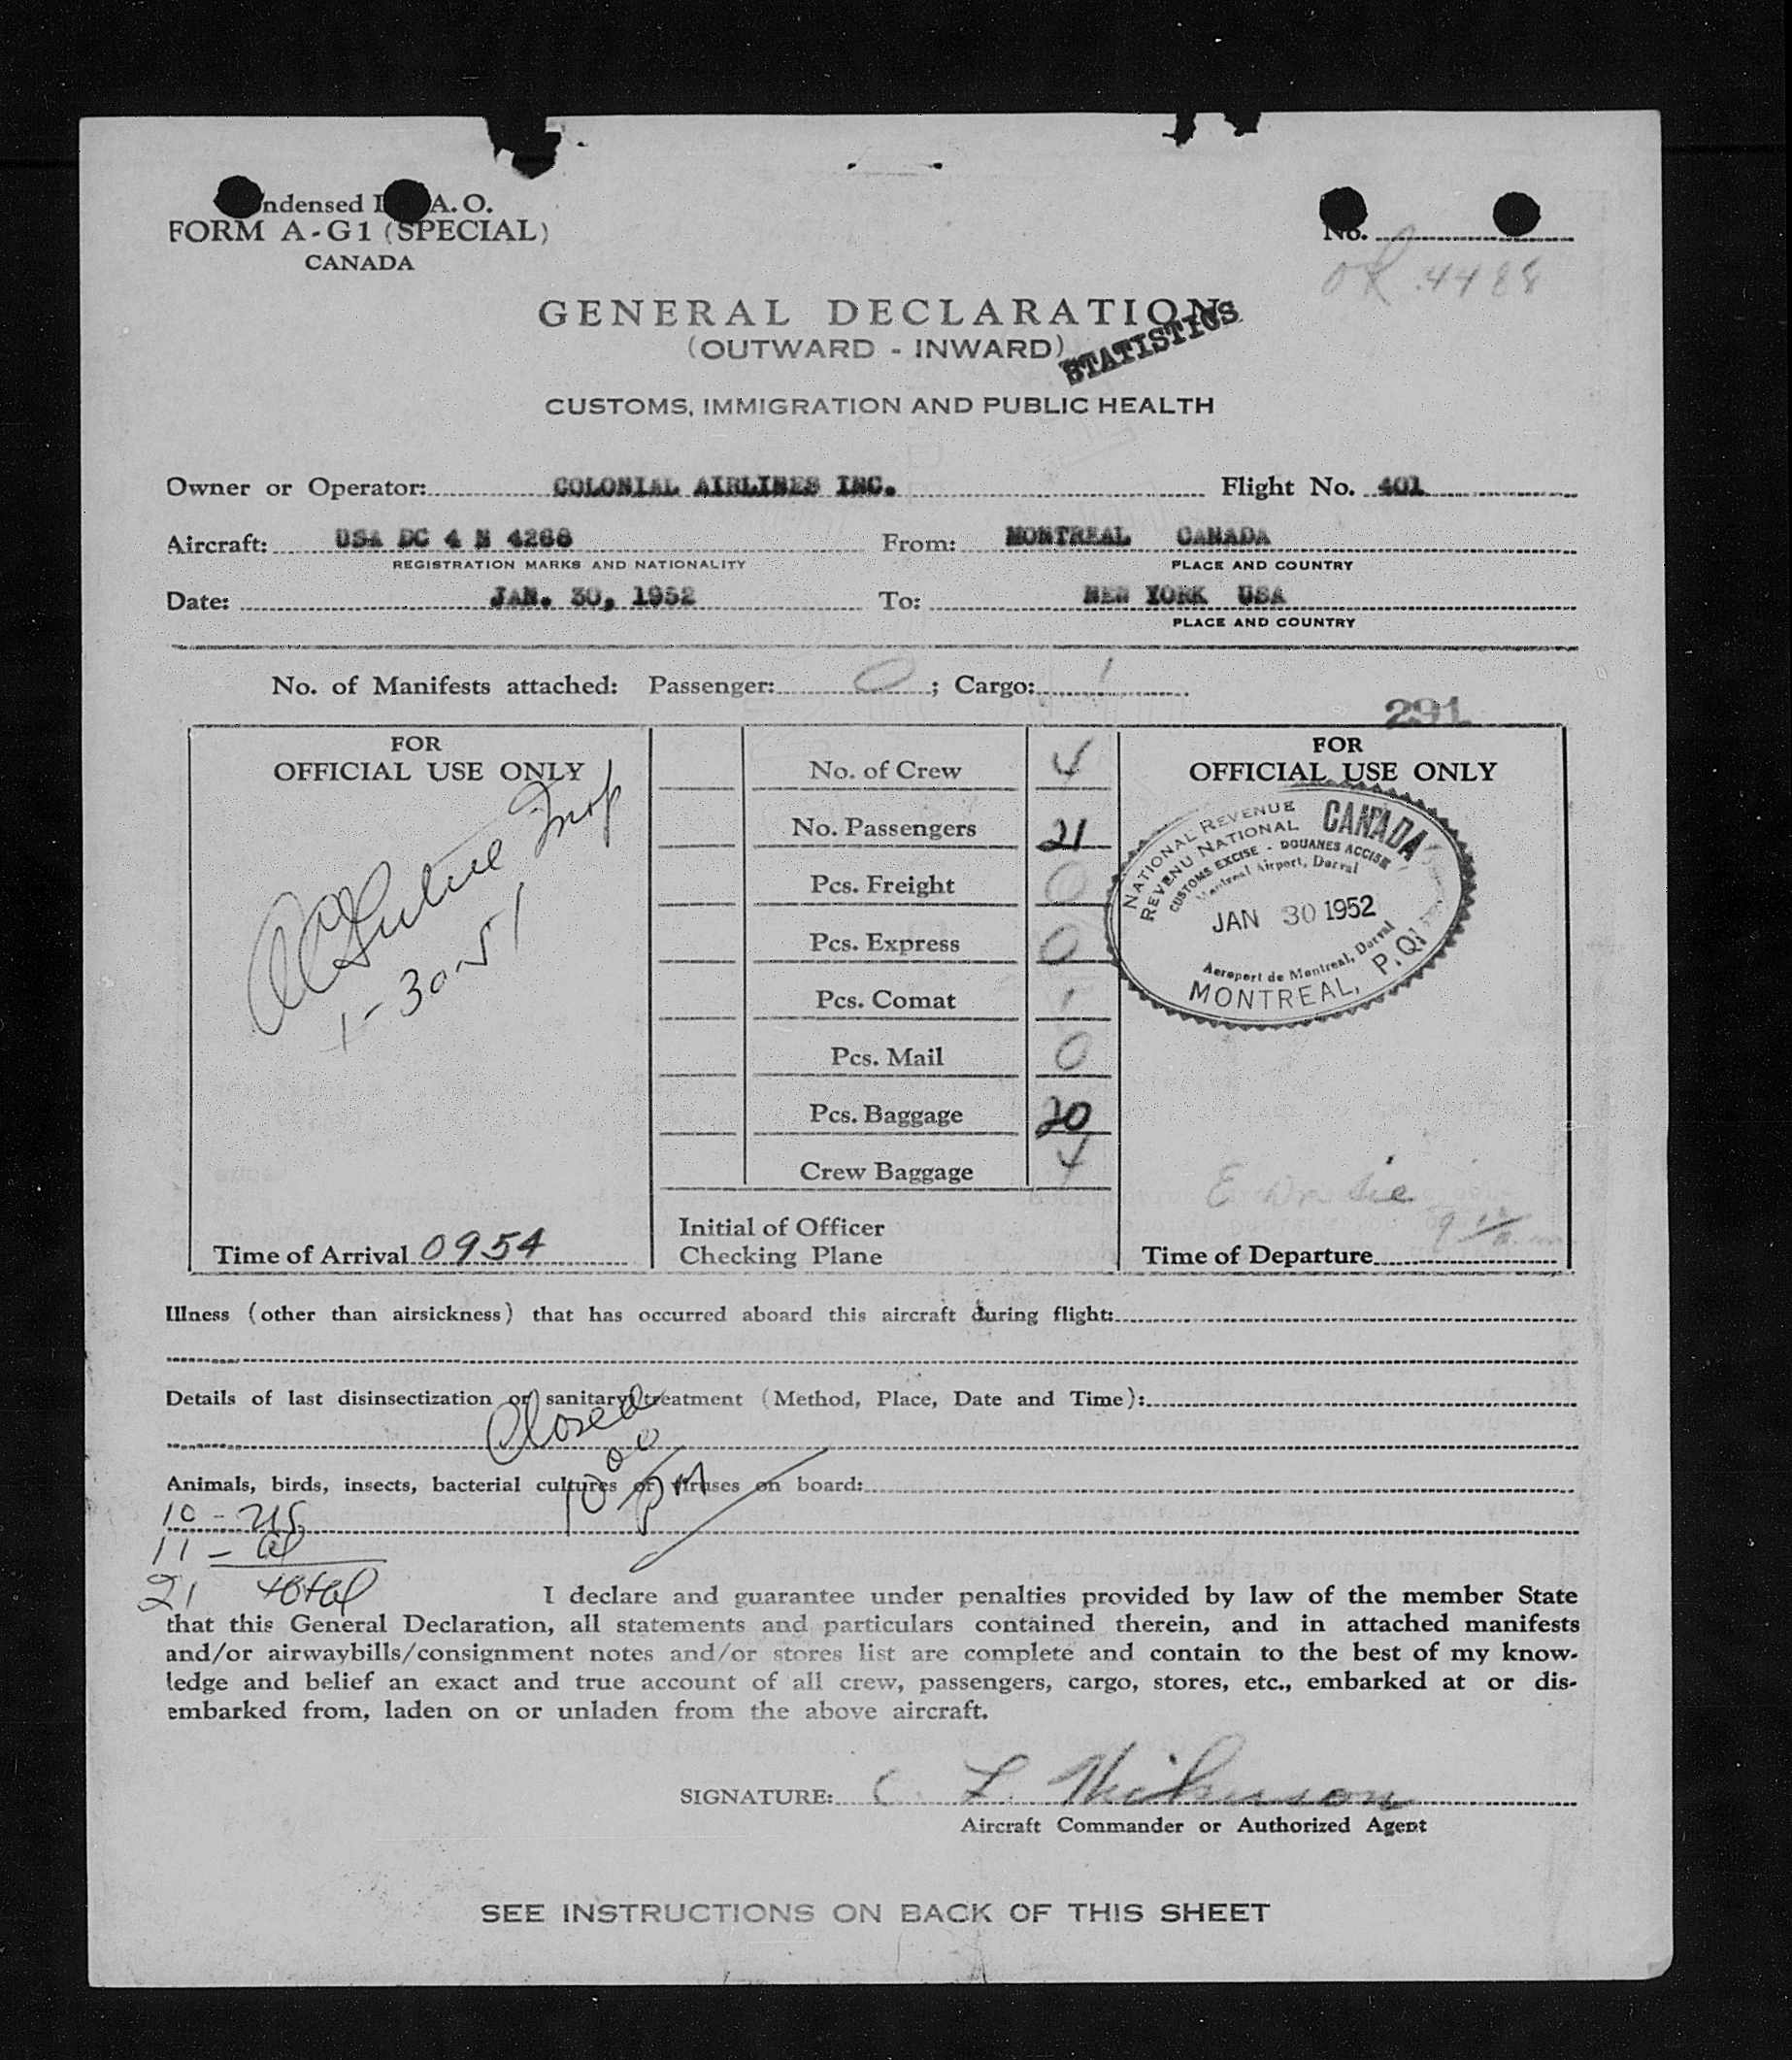 ndensed I A. O.
FORM A-G1 (SPECIAL)
CANADA
No.
OK 4488
GENERAL DECLARATION
(OUTWARD - INWARD)
STATISTICS
CUSTOMS, IMMIGRATION AND PUBLIC HEALTH
Owner or Operator: COLONIAL AIRLINES INC. Flight No. 401
Aircraft: USA DC 4 N 4288 From: MONTREAL CANADA
REGISTRATION MARKS AND NATIONALITY PLACE AND COUNTRY
Date: JAN. 30, 1952 To: NEW YORK USA
PLACE AND COUNTRY
No. of Manifests attached: Passenger: 0 ; Cargo: 1
291
FOR
OFFICIAL USE ONLY
Insp
1-30-51
Time of Arrival 0954
No. of Crew 4
No. Passengers 21
Pcs. Freight 0
Pcs. Express 0
Pcs. Comat 1
Pcs. Mail 0
Pcs. Baggage 20
Crew Baggage 4
Initial of Officer
Checking Plane
FOR
OFFICIAL USE ONLY
NATIONAL REVENUE CANADA
REVENU NATIONAL
CUSTOMS EXCISE - DOUANES ACCISE
Montreal Airport, Dorval
JAN 30 1952
Aeroport de Montreal, Dorval
MONTREAL, P.Q.
Time of Departure
Illness (other than airsickness) that has occurred aboard this aircraft during flight:
Details of last disinsectization or sanitary treatment (Method, Place, Date and Time):
Closed
10 00
Animals, birds, insects, bacterial cultures or viruses on board:
10 - US
11 - al
21 total
I declare and guarantee under penalties provided by law of the member State
that this General Declaration, all statements and particulars contained therein, and in attached manifests
and/or airwaybills/consignment notes and/or stores list are complete and contain to the best of my know-
ledge and belief an exact and true account of all crew, passengers, cargo, stores, etc., embarked at or dis-
embarked from, laden on or unladen from the above aircraft.
SIGNATURE: C. L.
Aircraft Commander or Authorized Agent
SEE INSTRUCTIONS ON BACK OF THIS SHEET